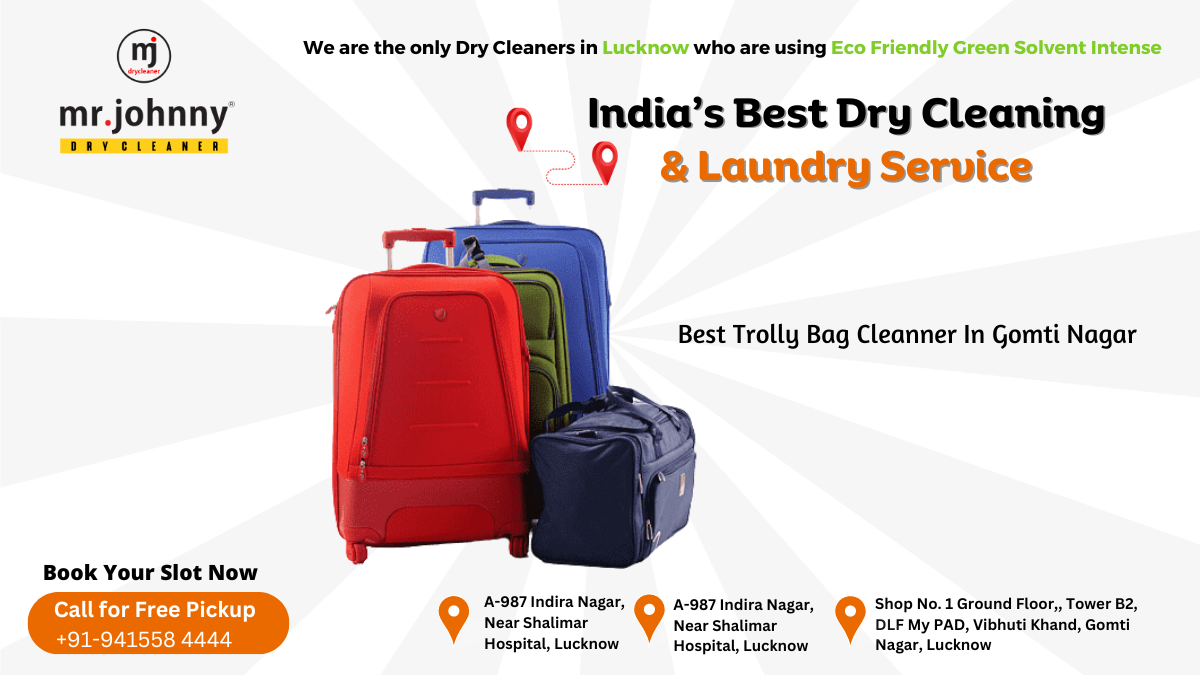 We are the only Dry Cleaners in Lucknow who are using Eco Friendly Green Solvent Intense
mj
drycleaner
mr.johnny®
DRY CLEANER
India's Best Dry Cleaning
& Laundry Service
Best Trolly Bag Cleanner In Gomti Nagar
Book Your Slot Now
Call for Free Pickup
+91-941558 4444
A-987 Indira Nagar,
Near Shalimar
Hospital, Lucknow
A-987 Indira Nagar,
Near Shalimar
Hospital, Lucknow
Shop No. 1 Ground Floor,, Tower B2,
DLF My PAD, Vibhuti Khand, Gomti
Nagar, Lucknow